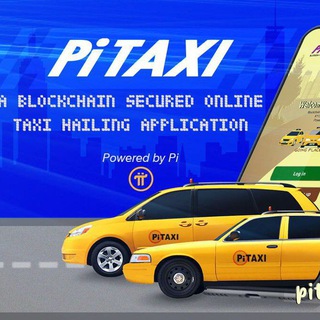 PiTAXI
A BLOCKCHAIN SECURED ONLINE
TAXI HAILING APPLICATION
Powered by Pi
Log in
PiTAXI
PiTAXI
pit